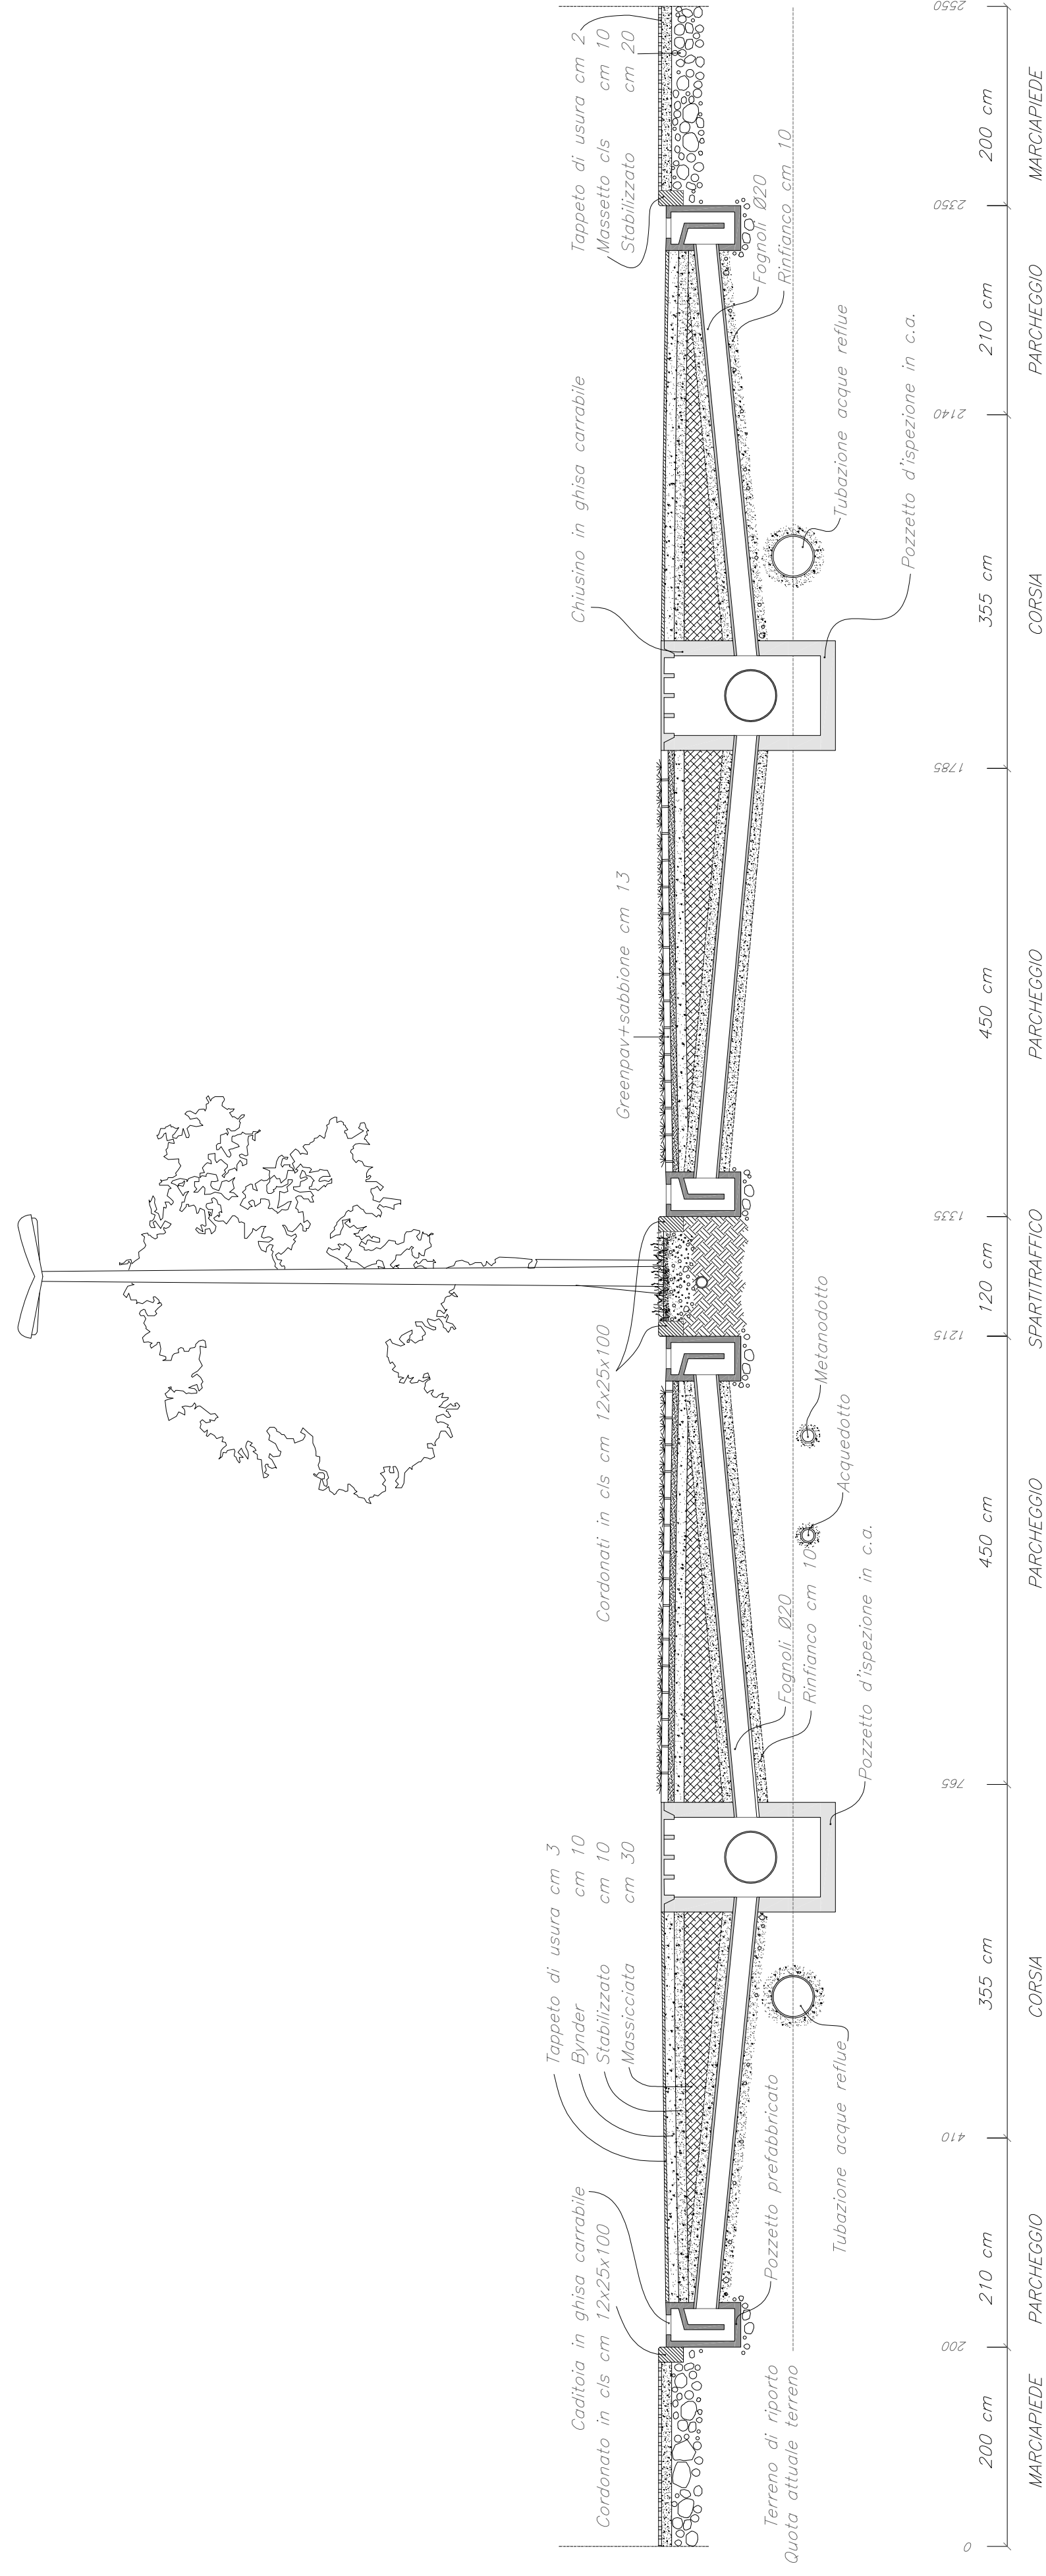 Caditoia in ghisa carrabile
Cordonato in cls cm 12x25x100
Tappeto di usura cm 3
Bynder cm 10
Stabilizzato cm 10
Massicciata cm 30
Cordonati in cls cm 12x25x100
Greenpav+sabbione cm 13
Chiusino in ghisa carrabile
Tappeto di usura cm 2
Massetto cls cm 10
Stabilizzato cm 20
Terreno di riporto
Quota attuale terreno
Pozzetto prefabbricato
Tubazione acque reflue
Pozzetto d'ispezione in c.a.
Fognoli Ø20
Rinfianco cm 10
Acquedotto
Metanodotto
Pozzetto d'ispezione in c.a.
Tubazione acque reflue
Fognoli Ø20
Rinfianco cm 10
0 200 410 765 1215 1335 1785 2140 2350 2550
200 cm 210 cm 355 cm 450 cm 120 cm 450 cm 355 cm 210 cm 200 cm
MARCIAPIEDE PARCHEGGIO CORSIA PARCHEGGIO SPARTITRAFFICO PARCHEGGIO CORSIA PARCHEGGIO MARCIAPIEDE